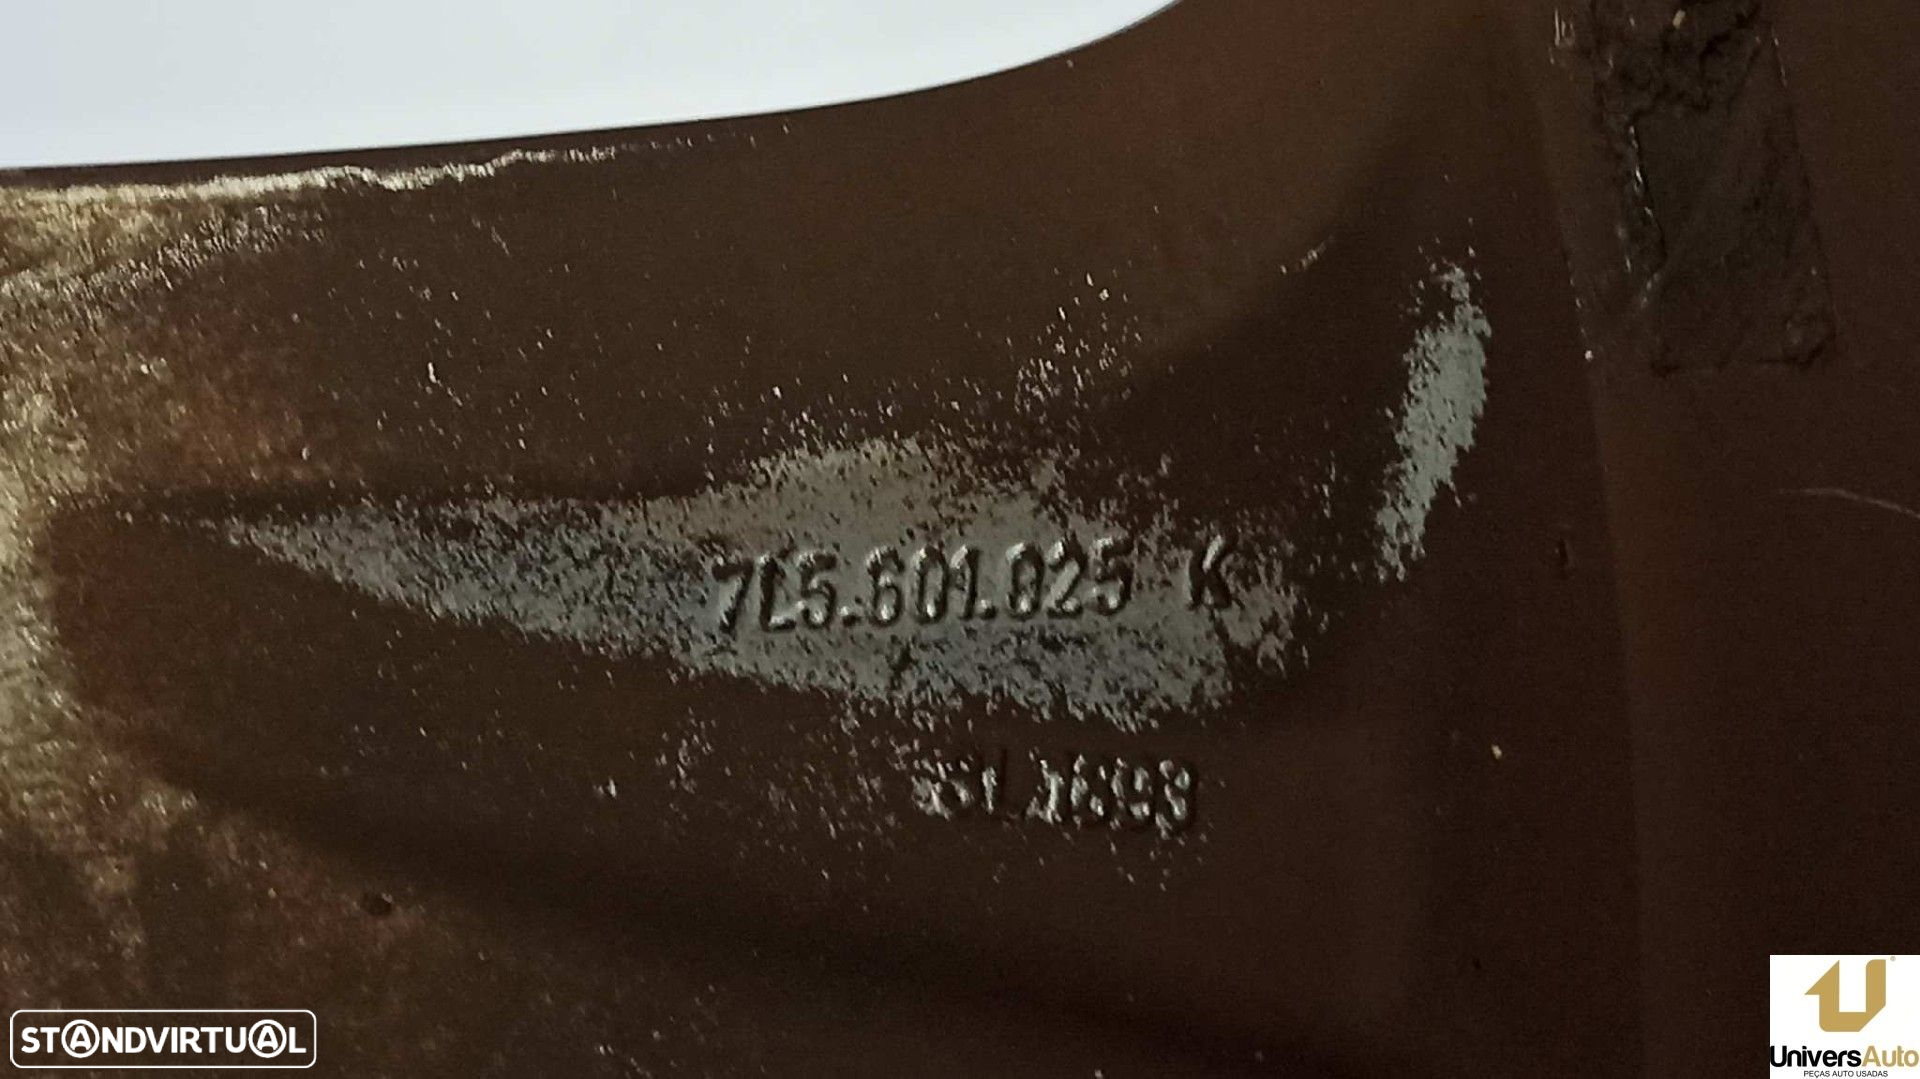 7L5.601.025 K
STANDVIRTUAL
UniversAuto
PEÇAS AUTO USADAS